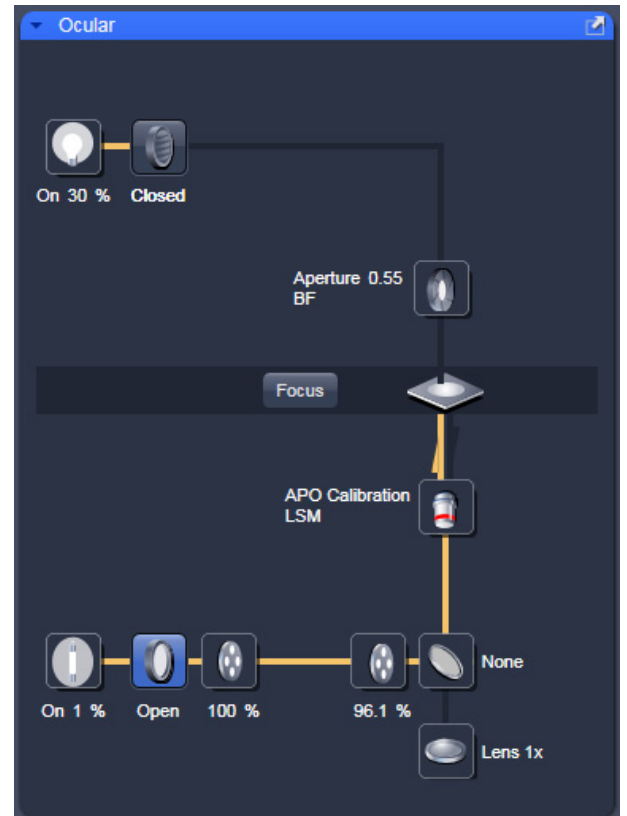 Ocular
On 30 %
Closed
Aperture 0.55
BF
Focus
APO Calibration
LSM
None
On 1 %
Open
100 %
96.1 %
Lens 1x